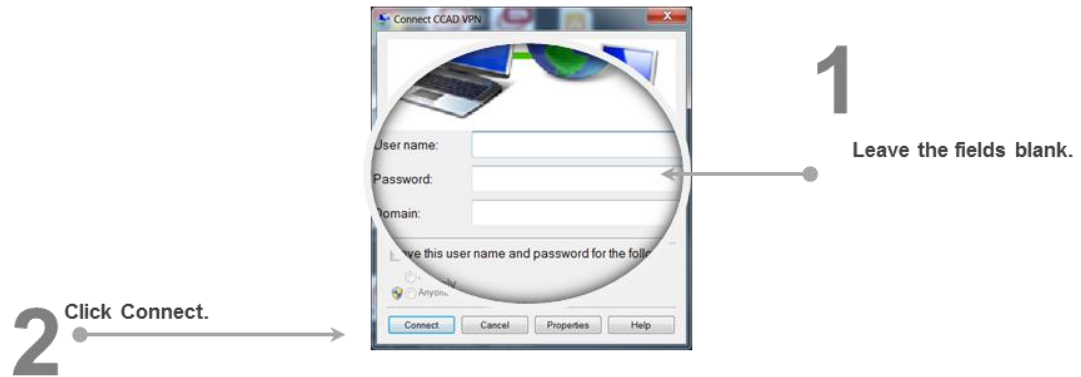 Connect CCAD VPN
1
Leave the fields blank.
User name:
Password:
Domain:
ve this user name and password for the follo
Anyone
2
Click Connect.
Connect Cancel Properties Help